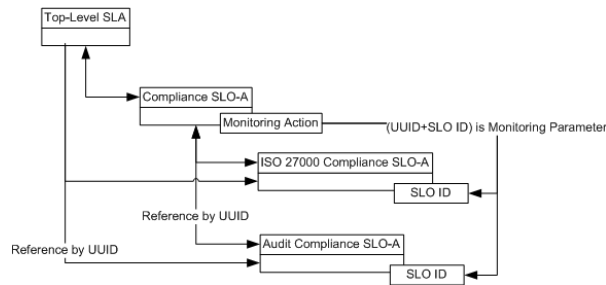 Top-Level SLA
Compliance SLO-A
Monitoring Action
(UUID+SLO ID) is Monitoring Parameter
ISO 27000 Compliance SLO-A
SLO ID
Reference by UUID
Audit Compliance SLO-A
Reference by UUID
SLO ID